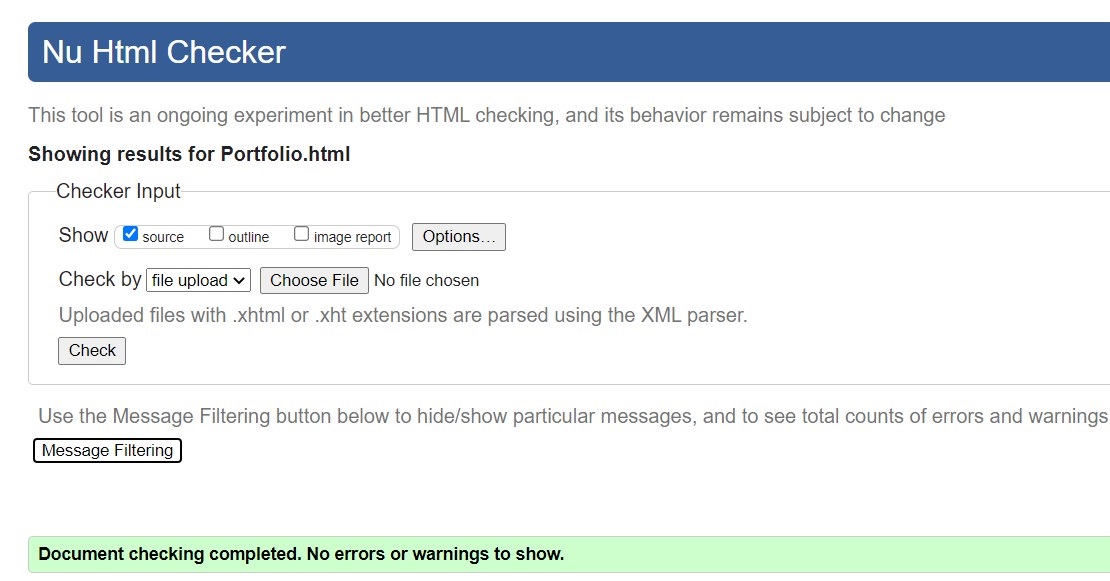 Nu Html Checker
This tool is an ongoing experiment in better HTML checking, and its behavior remains subject to change
Showing results for Portfolio.html
Checker Input
Show source outline image report Options...
Check by file upload Choose File No file chosen
Uploaded files with .xhtml or .xht extensions are parsed using the XML parser.
Check
Use the Message Filtering button below to hide/show particular messages, and to see total counts of errors and warnings
Message Filtering
Document checking completed. No errors or warnings to show.